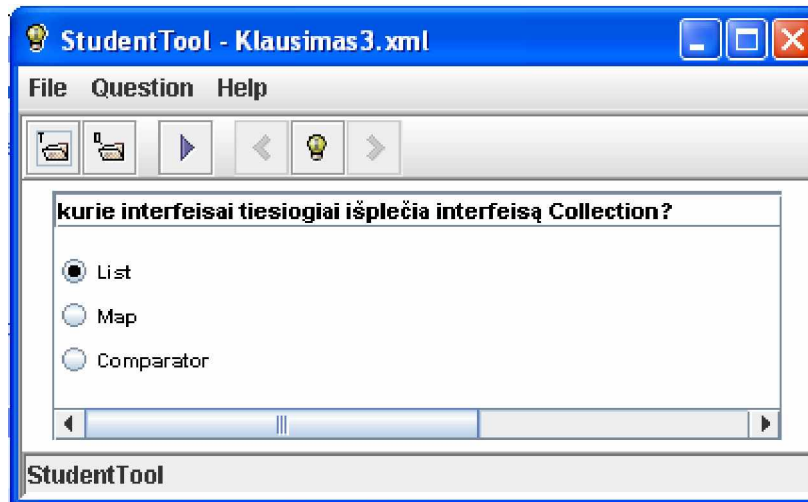 StudentTool - Klausimas3.xml
File Question Help
T Q
kurie interfeisai tiesiogiai išplečia interfeisą Collection?
List
Map
Comparator
StudentTool